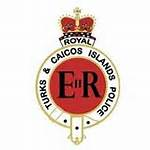 ROYAL
TURKS & CAICOS ISLANDS POLICE
EIIR